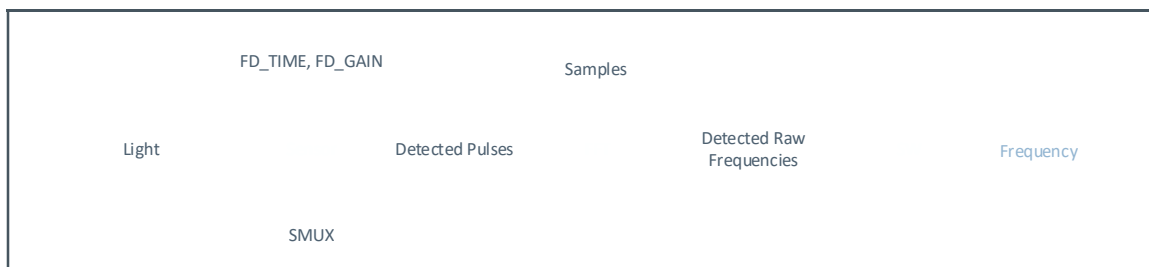 FD_TIME, FD_GAIN
Samples
Light
Detected Pulses
Detected Raw
Frequencies
Frequency
SMUX